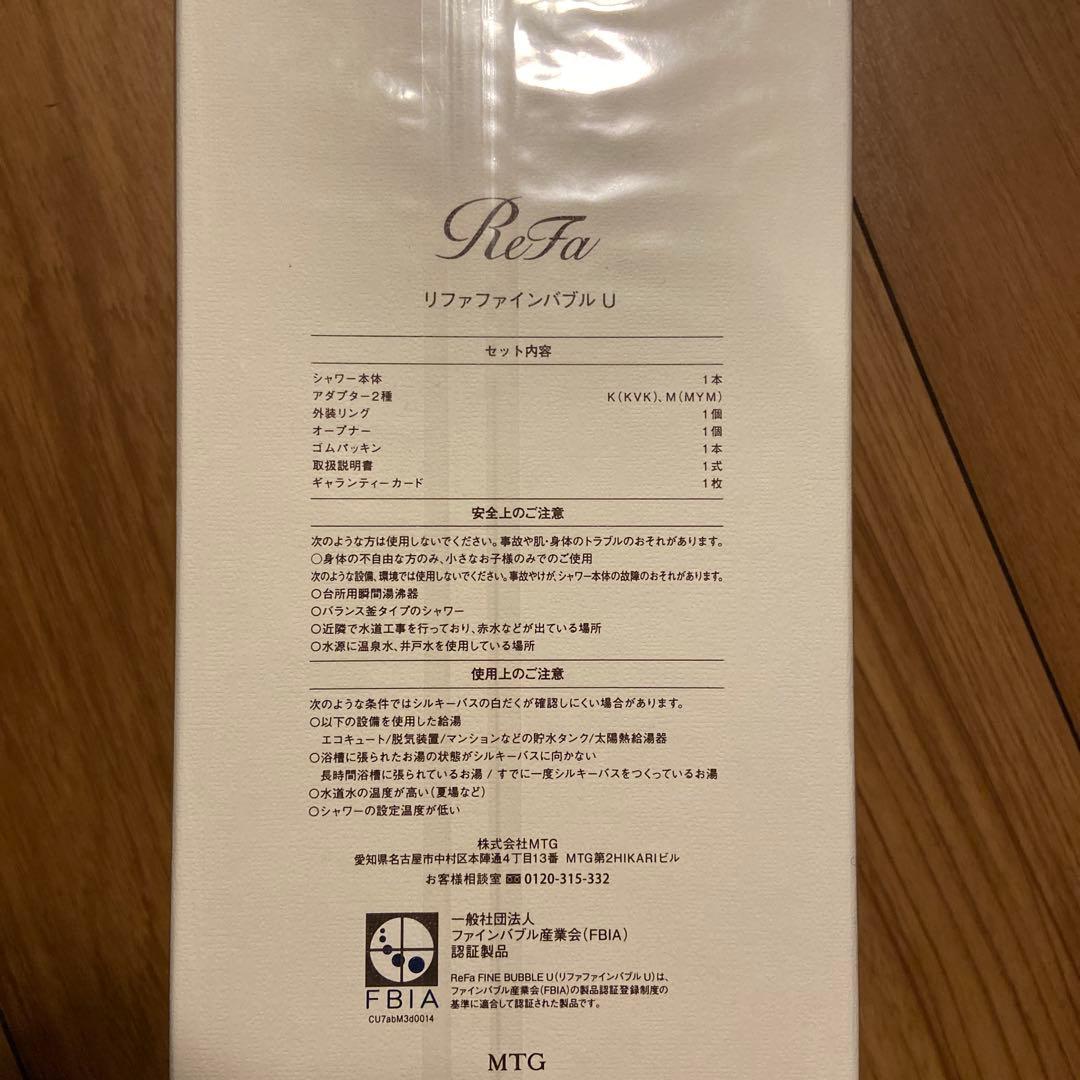 ReFa
リファファインバブル U
セット内容
シャワー本体 1本
アダプター2種 K(KVK)、M(MYM)
外装リング 1個
オープナー 1個
ゴムパッキン 1本
取扱説明書 1式
ギャランティーカード 1枚
安全上のご注意
次のような方は使用しないでください。事故や肌・身体のトラブルのおそれがあります。
○身体の不自由な方のみ、小さなお子様のみでのご使用
次のような設備、環境では使用しないでください。事故やけが、シャワー本体の故障のおそれがあります。
○台所用瞬間湯沸器
○バランス釜タイプのシャワー
○近隣で水道工事を行っており、赤水などが出ている場所
○水源に温泉水、井戸水を使用している場所
使用上のご注意
次のような条件ではシルキーバスの白だくが確認しにくい場合があります。
○以下の設備を使用した給湯
エコキュート/脱気装置/マンションなどの貯水タンク/太陽熱給湯器
○浴槽に張られたお湯の状態がシルキーバスに向かない
長時間浴槽に張られているお湯 / すでに一度シルキーバスをつくっているお湯
○水道水の温度が高い(夏場など)
○シャワーの設定温度が低い
株式会社MTG
愛知県名古屋市中村区本陣通4丁目13番 MTG第2HIKARIビル
お客様相談室 0120-315-332
一般社団法人
ファインバブル産業会(FBIA)
認証製品
ReFa FINE BUBBLE U(リファファインバブル U)は、
ファインバブル産業会(FBIA)の製品認証登録制度の
基準に適合して認証された製品です。
FBIA
CU7abM3d0014
MTG